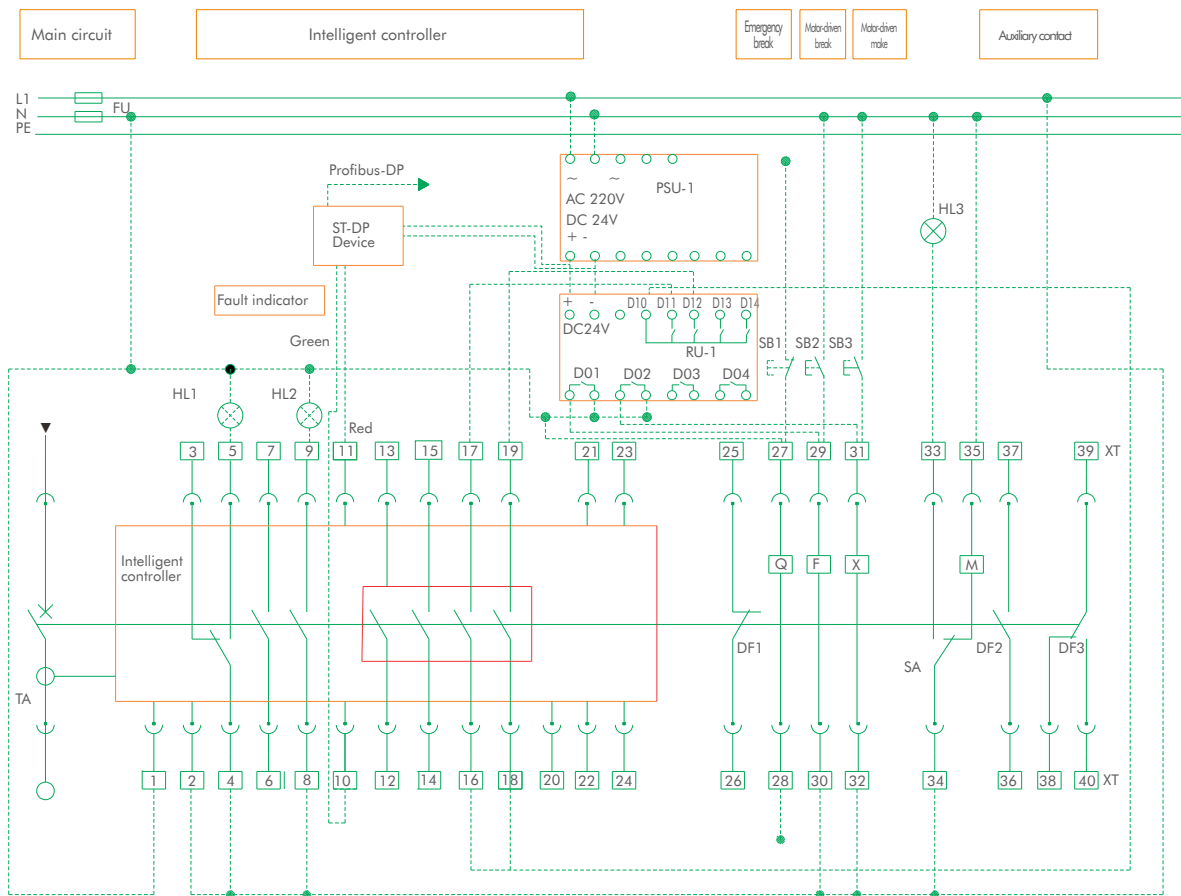 Main circuit
Intelligent controller
Emergency
break
Motor-driven
break
Motor-driven
make
Auxiliary contact
L1
N
FU
PE
Profibus-DP
~ ~
PSU-1
AC 220V
DC 24V
+ -
ST-DP
Device
HL3
Fault indicator
+ - D10 D11 D12 D13 D14
DC24V
RU-1
Green
SB1 SB2 SB3
D01 D02 D03 D04
HL1 HL2
Red
3 5 7 9 11 13 15 17 19 21 23 25 27 29 31 33 35 37 39 XT
Intelligent
controller
Q F X M
DF1 SA DF2 DF3
TA
1 2 4 6 8 10 12 14 16 18 20 22 24 26 28 30 32 34 36 38 40 XT